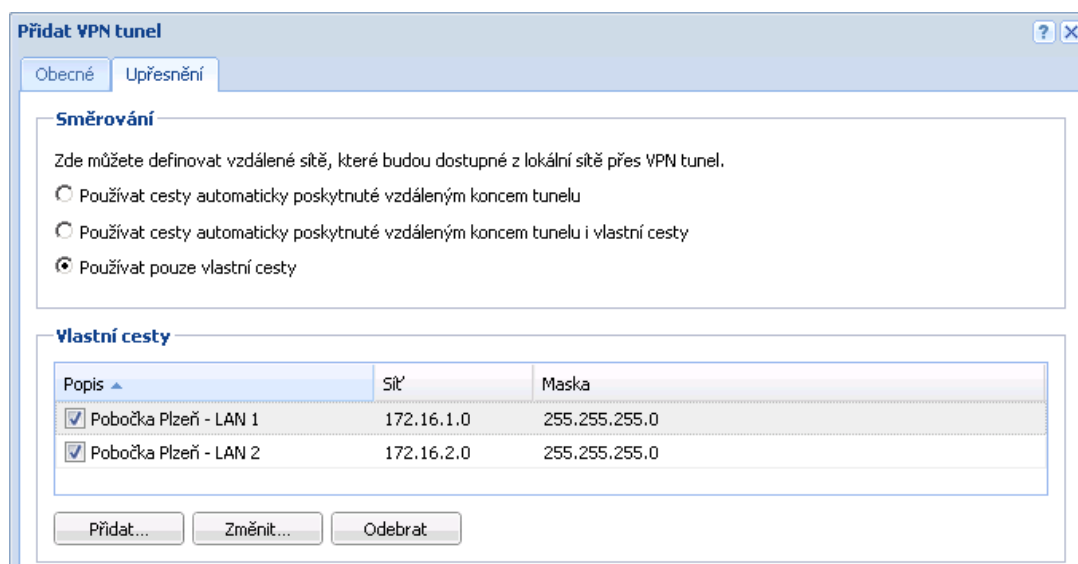 Přidat VPN tunel
Obecné Upřesnění
Směrování
Zde můžete definovat vzdálené sítě, které budou dostupné z lokální sítě přes VPN tunel.
Používat cesty automaticky poskytnuté vzdáleným koncem tunelu
Používat cesty automaticky poskytnuté vzdáleným koncem tunelu i vlastní cesty
Používat pouze vlastní cesty
Vlastní cesty
Popis Síť Maska
Pobočka Plzeň - LAN 1 172.16.1.0 255.255.255.0
Pobočka Plzeň - LAN 2 172.16.2.0 255.255.255.0
Přidat... Změnit... Odebrat